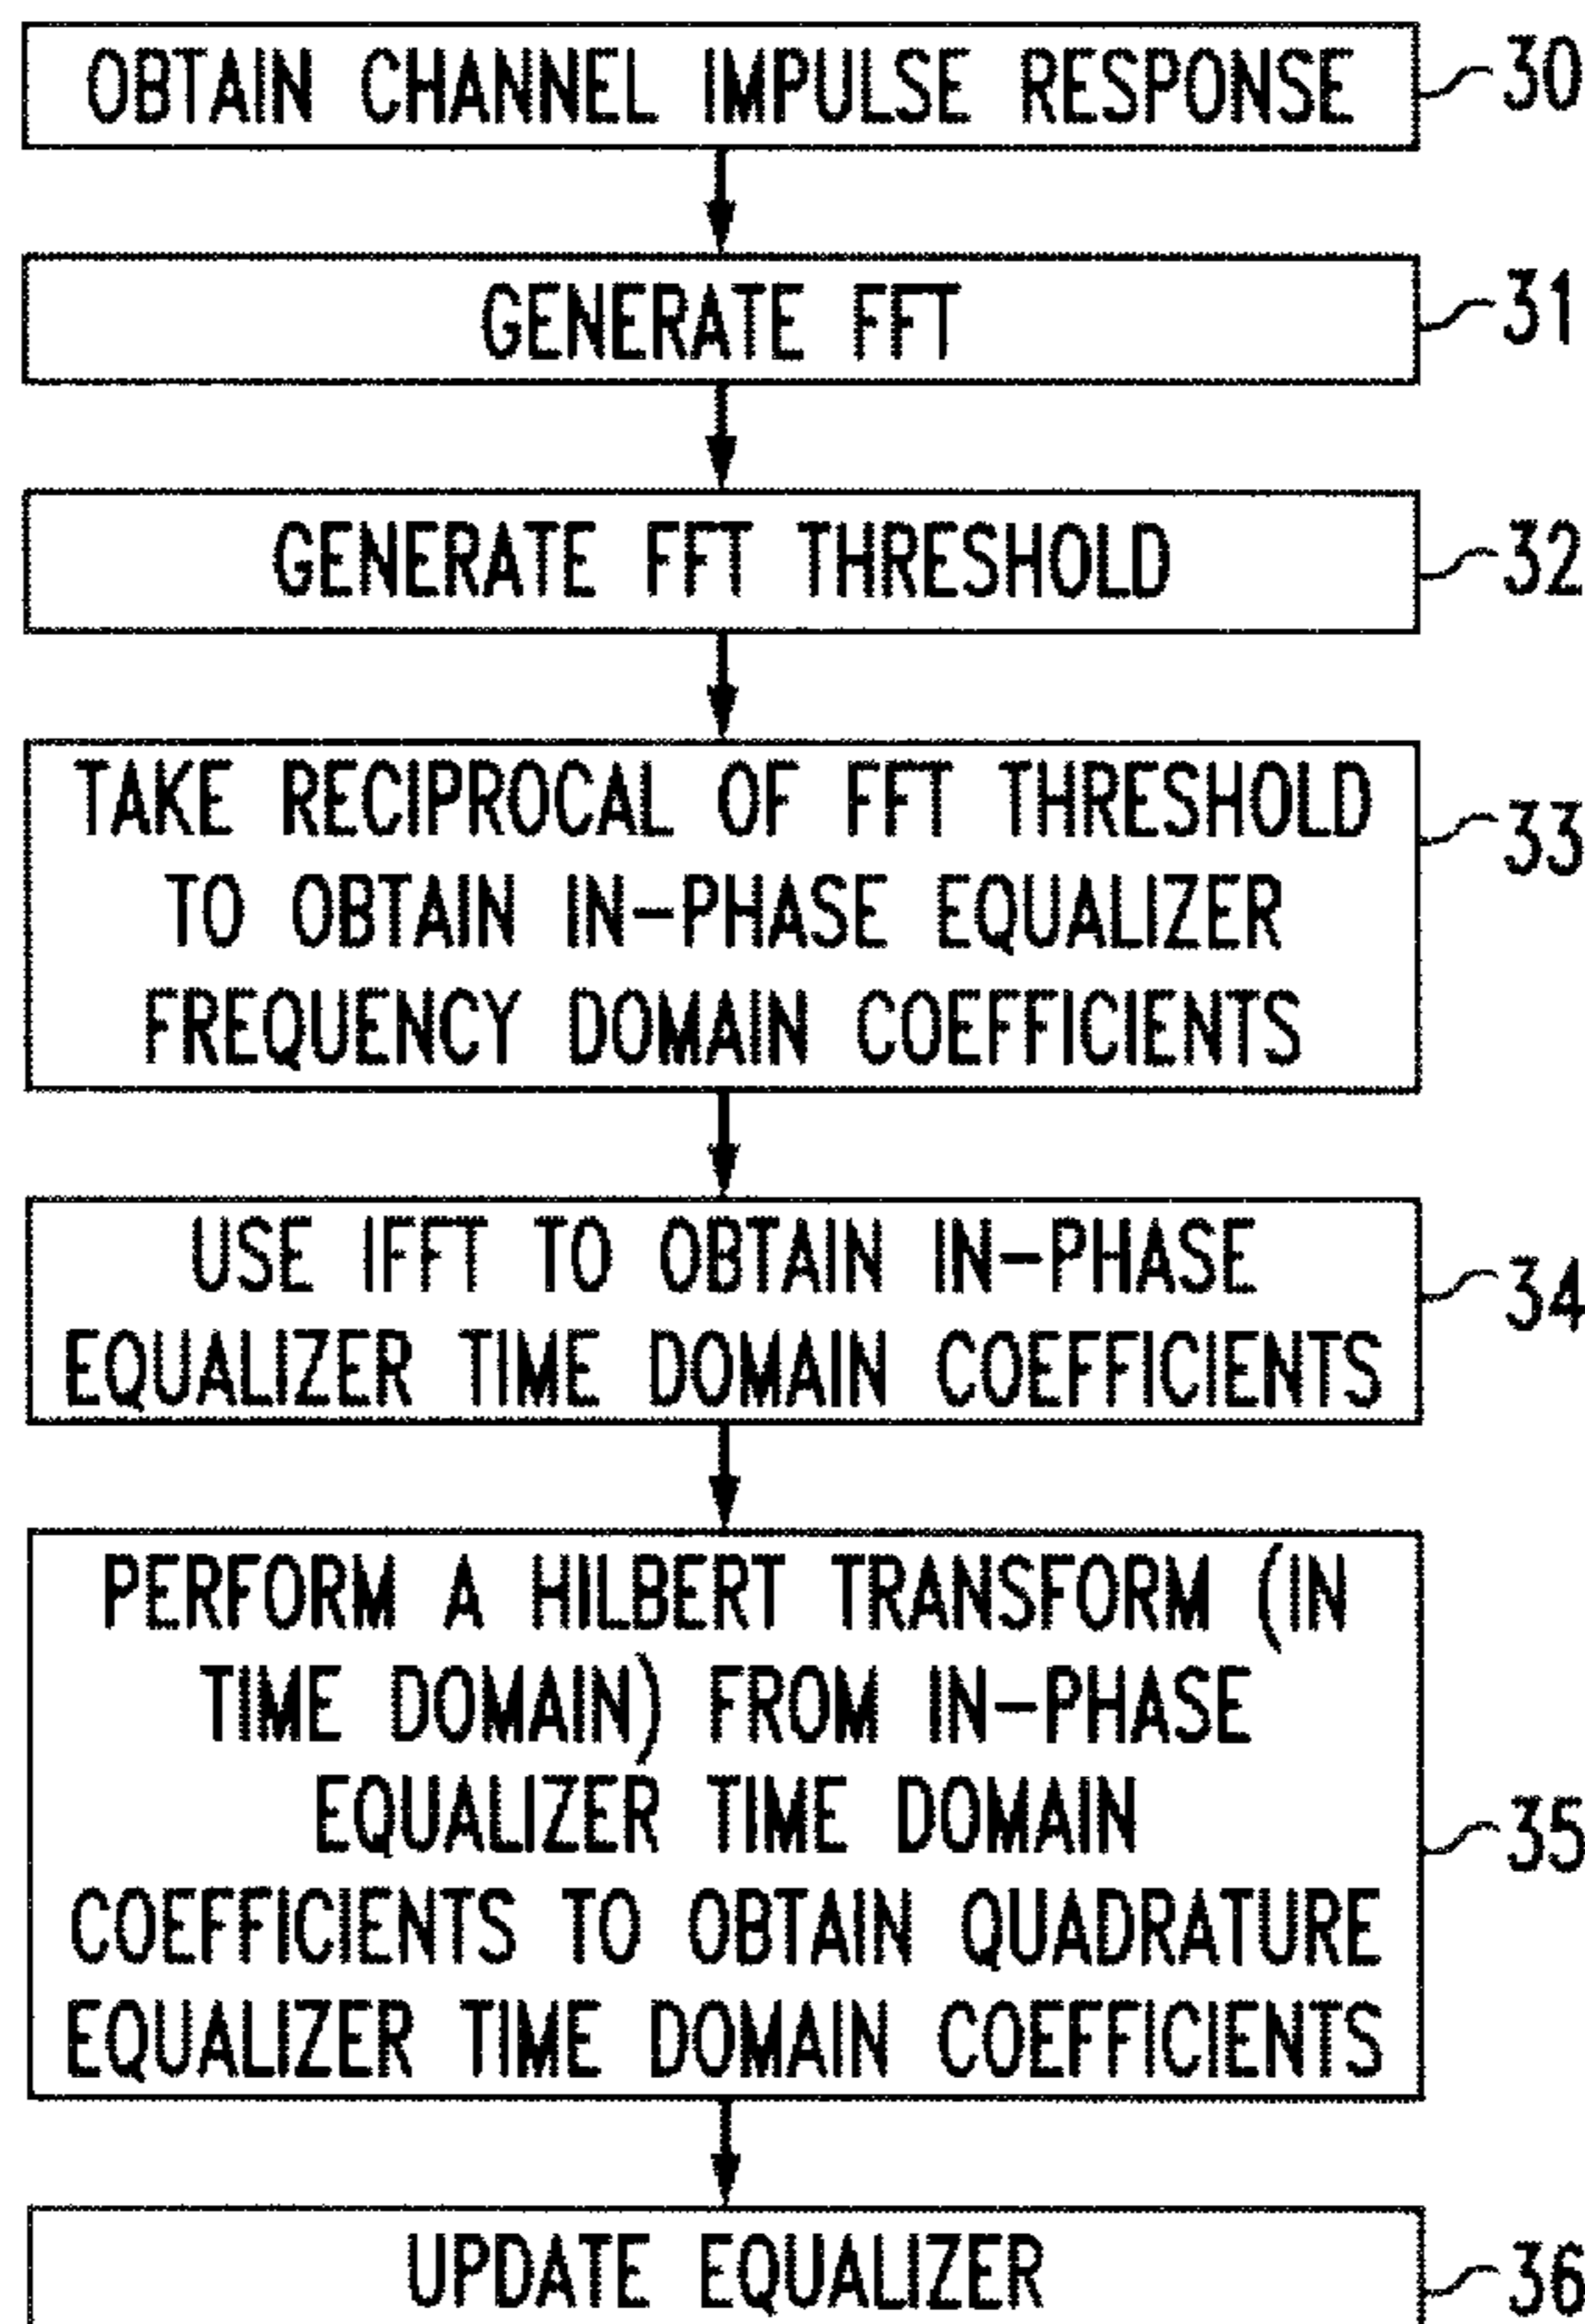 OBTAIN CHANNEL IMPULSE RESPONSE
30
GENERATE FFT
31
GENERATE FFT THRESHOLD
32
TAKE RECIPROCAL OF FFT THRESHOLD
TO OBTAIN IN-PHASE EQUALIZER
FREQUENCY DOMAIN COEFFICIENTS
33
USE IFFT TO OBTAIN IN-PHASE
EQUALIZER TIME DOMAIN COEFFICIENTS
34
PERFORM A HILBERT TRANSFORM (IN
TIME DOMAIN) FROM IN-PHASE
EQUALIZER TIME DOMAIN
COEFFICIENTS TO OBTAIN QUADRATURE
EQUALIZER TIME DOMAIN COEFFICIENTS
35
UPDATE EQUALIZER
36